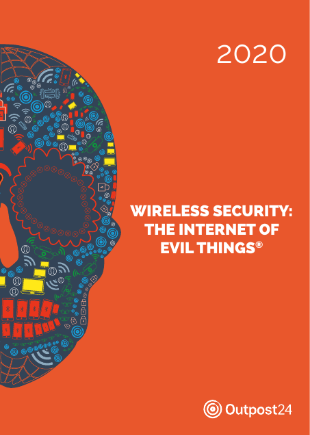 2020
WIRELESS SECURITY:
THE INTERNET OF
EVIL THINGS®
Outpost24